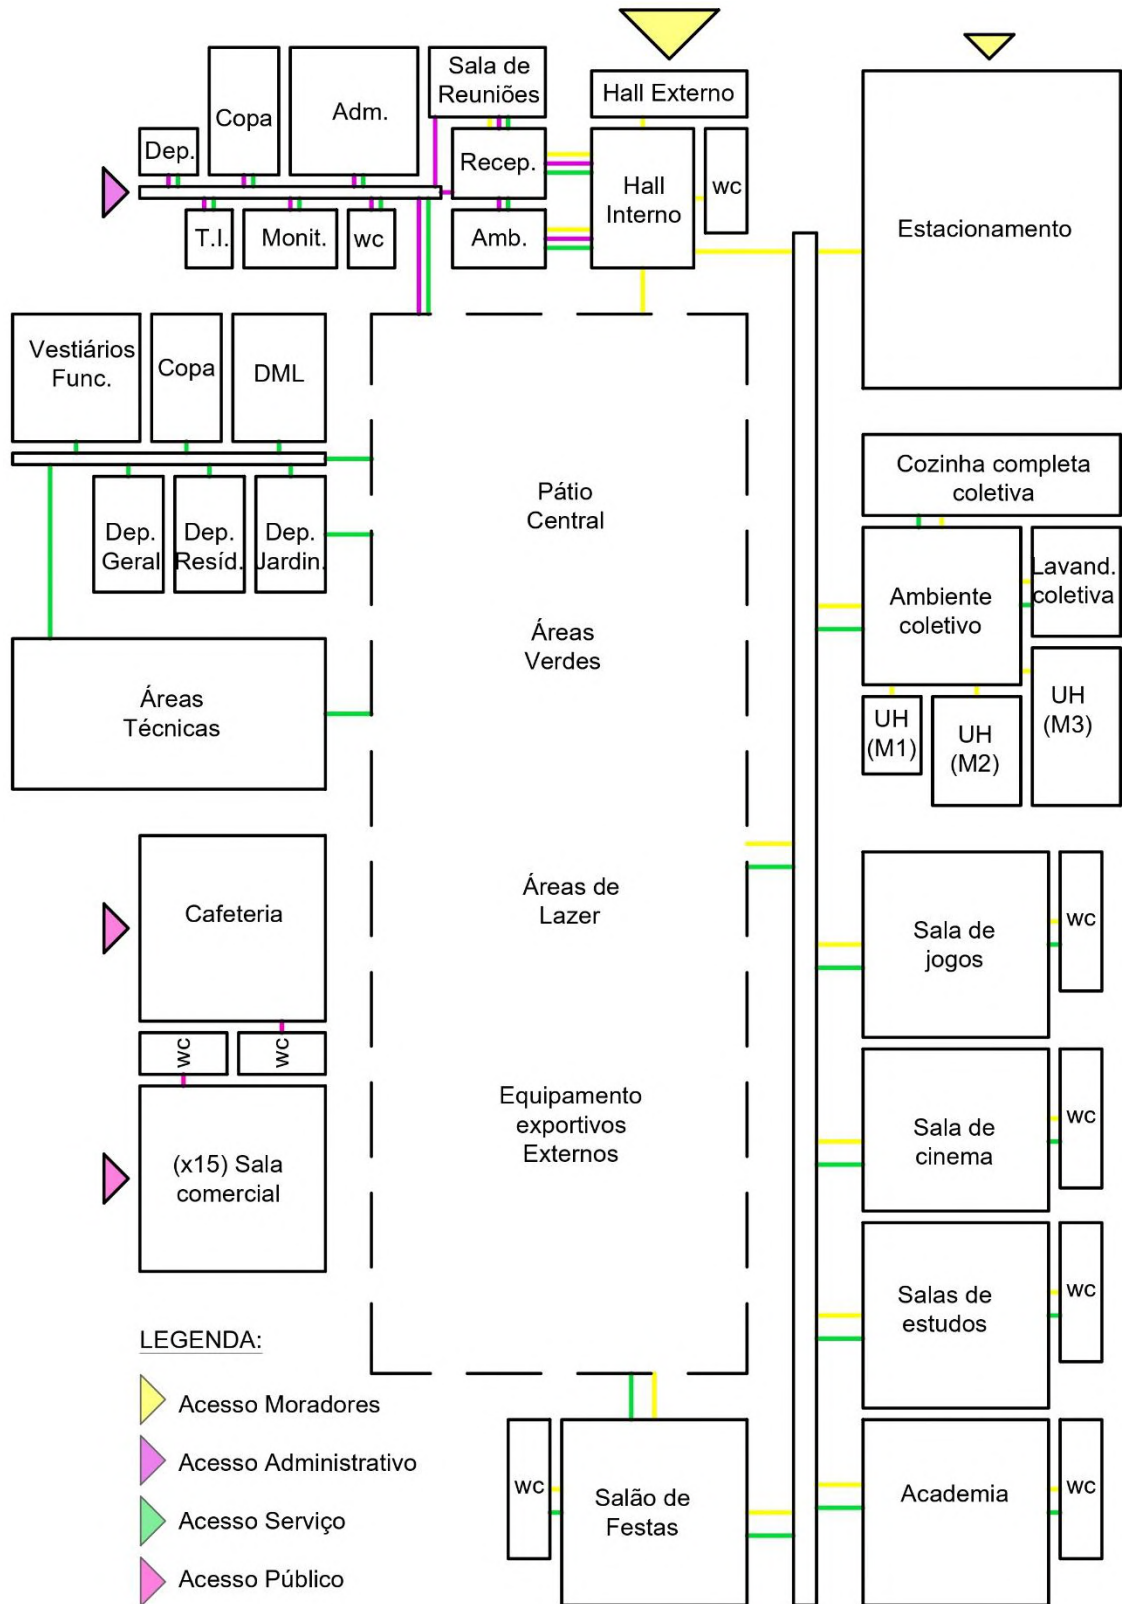 Sala de
Reuniões
Hall Externo
Copa
Adm.
Dep.
Recep.
Hall
Interno
wc
Estacionamento
T.I.
Monit.
wc
Amb.
Vestiários
Func.
Copa
DML
Cozinha completa
coletiva
Pátio
Central
Dep.
Geral
Dep.
Resíd.
Dep.
Jardin.
Ambiente
coletivo
Lavand.
coletiva
Áreas
Verdes
Áreas
Técnicas
UH
(M1)
UH
(M2)
UH
(M3)
Cafeteria
Áreas de
Lazer
Sala de
jogos
wc
wc
wc
Equipamento
exportivos
Externos
Sala de
cinema
wc
(x15) Sala
comercial
Salas de
estudos
wc
LEGENDA:
Acesso Moradores
Acesso Administrativo
Acesso Serviço
Acesso Público
wc
Salão de
Festas
Academia
wc